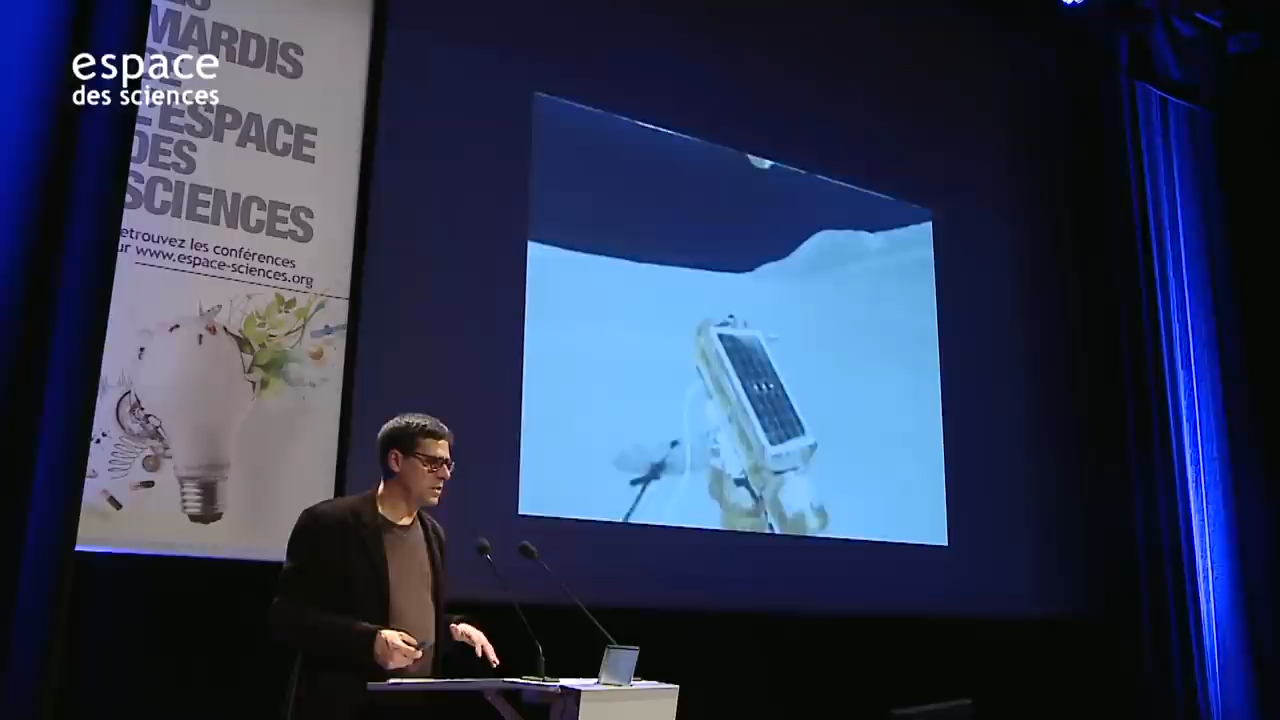 espace
des sciences
MARDIS
L'ESPACE
DES
SCIENCES
etrouvez les conférences
ur www.espace-sciences.org